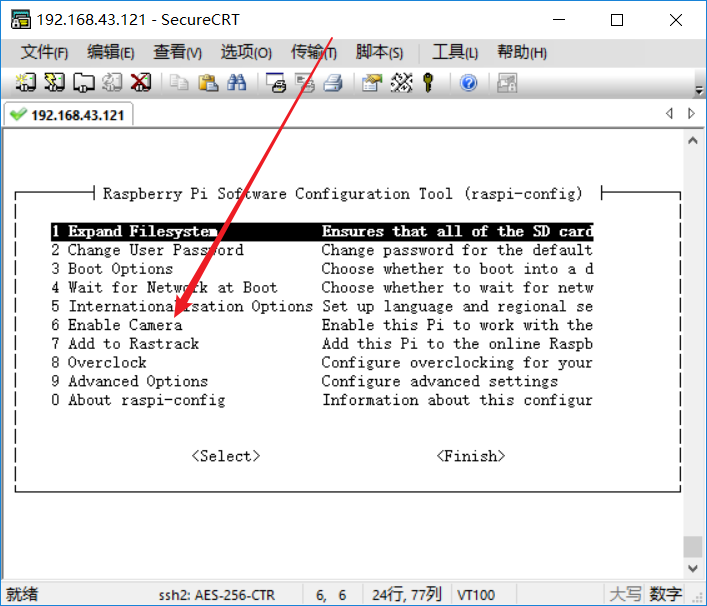 192.168.43.121 - SecureCRT
文件(F) 编辑(E) 查看(V) 选项(O) 传输(T) 脚本(S) 工具(L) 帮助(H)
192.168.43.121
Raspberry Pi Software Configuration Tool (raspi-config)
1 Expand Filesystem Ensures that all of the SD card
2 Change User Password Change password for the default
3 Boot Options Choose whether to boot into a d
4 Wait for Network at Boot Choose whether to wait for netw
5 Internationalisation Options Set up language and regional se
6 Enable Camera Enable this Pi to work with the
7 Add to Rastrack Add this Pi to the online Raspb
8 Overclock Configure overclocking for your
9 Advanced Options Configure advanced settings
0 About raspi-config Information about this configur
<Select> <Finish>
就绪 ssh2: AES-256-CTR 6, 6 24行, 77列 VT100 大写 数字